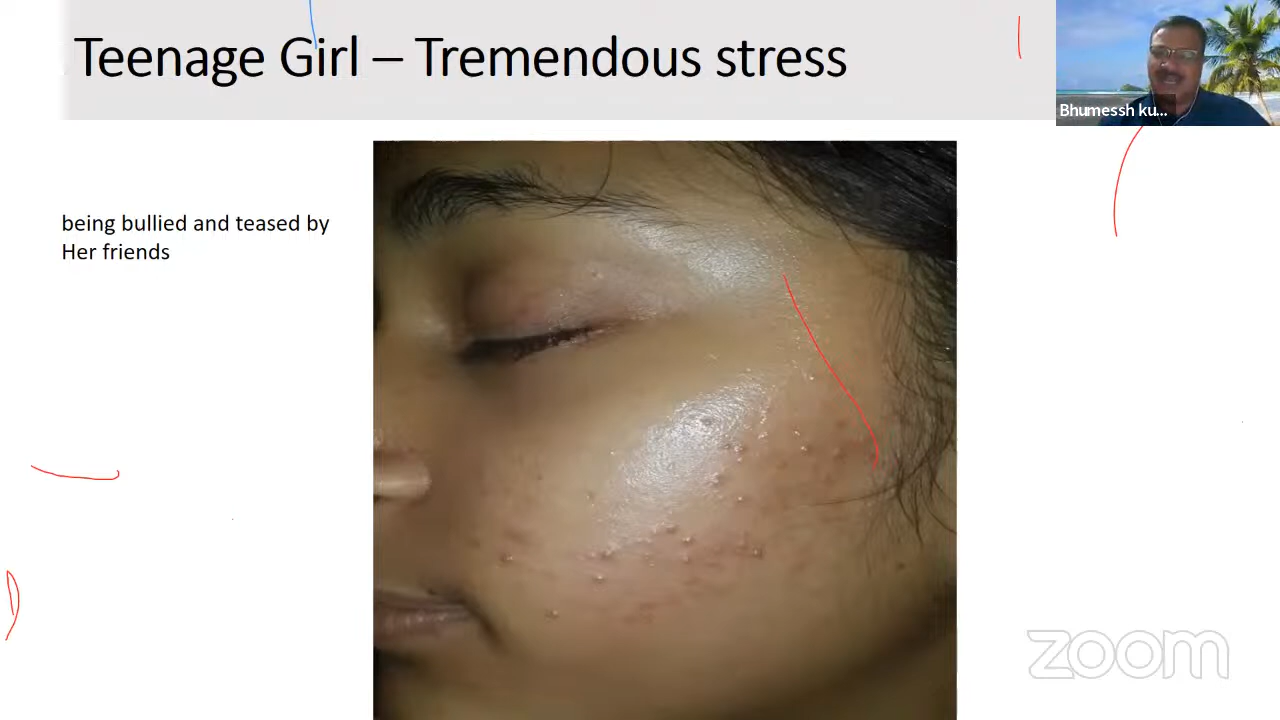 Teenage Girl – Tremendous stress
Bhumessh ku...
being bullied and teased by
Her friends
zoom